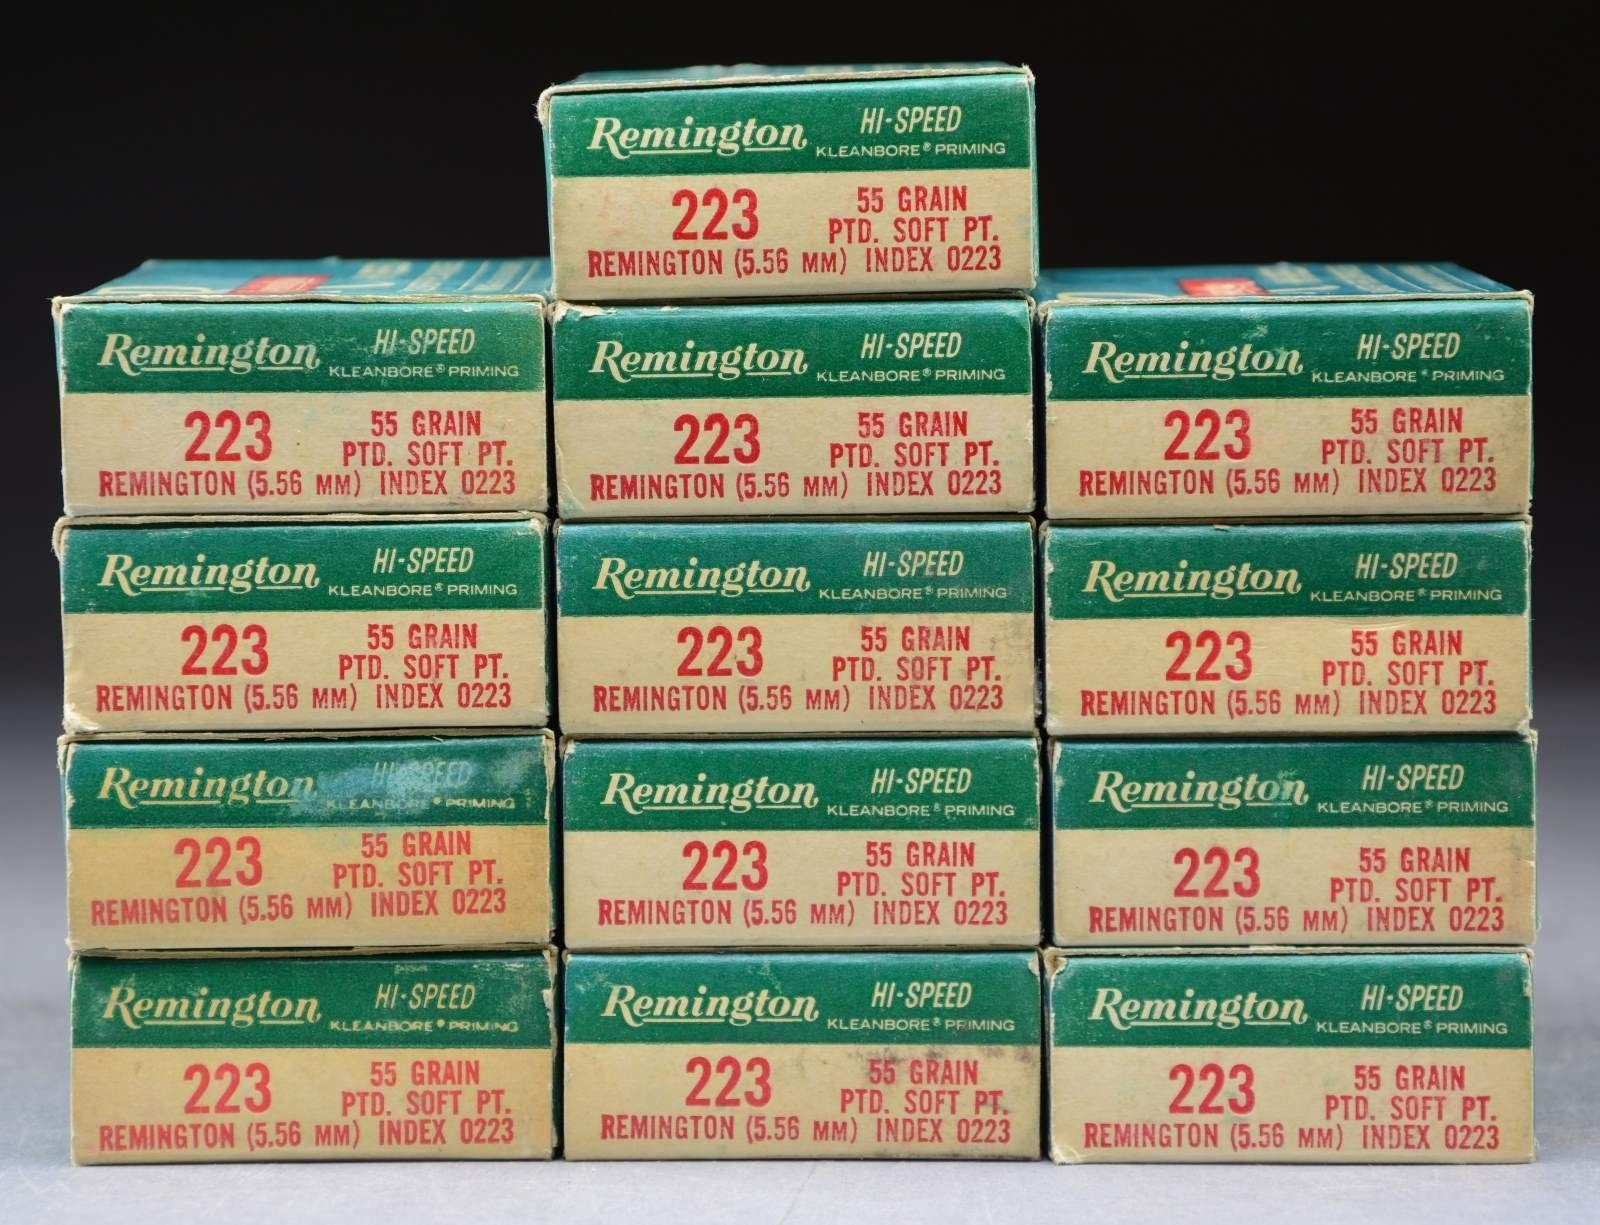 Remington HI-SPEED
KLEANBORE® PRIMING
223 55 GRAIN
PTD. SOFT PT.
REMINGTON (5.56 MM) INDEX 0223
Remington HI-SPEED
KLEANBORE® PRIMING
223 55 GRAIN
PTD. SOFT PT.
REMINGTON (5.56 MM) INDEX 0223
Remington HI-SPEED
KLEANBORE® PRIMING
223 55 GRAIN
PTD. SOFT PT.
REMINGTON (5.56 MM) INDEX 0223
Remington HI-SPEED
KLEANBORE® PRIMING
223 55 GRAIN
PTD. SOFT PT.
REMINGTON (5.56 MM) INDEX 0223
Remington HI-SPEED
KLEANBORE® PRIMING
223 55 GRAIN
PTD. SOFT PT.
REMINGTON (5.56 MM) INDEX 0223
Remington HI-SPEED
KLEANBORE® PRIMING
223 55 GRAIN
PTD. SOFT PT.
REMINGTON (5.56 MM) INDEX 0223
Remington HI-SPEED
KLEANBORE® PRIMING
223 55 GRAIN
PTD. SOFT PT.
REMINGTON (5.56 MM) INDEX 0223
Remington HI-SPEED
KLEANBORE® PRIMING
223 55 GRAIN
PTD. SOFT PT.
REMINGTON (5.56 MM) INDEX 0223
Remington HI-SPEED
KLEANBORE® PRIMING
223 55 GRAIN
PTD. SOFT PT.
REMINGTON (5.56 MM) INDEX 0223
Remington HI-SPEED
KLEANBORE® PRIMING
223 55 GRAIN
PTD. SOFT PT.
REMINGTON (5.56 MM) INDEX 0223
Remington HI-SPEED
KLEANBORE® PRIMING
223 55 GRAIN
PTD. SOFT PT.
REMINGTON (5.56 MM) INDEX 0223
Remington HI-SPEED
KLEANBORE® PRIMING
223 55 GRAIN
PTD. SOFT PT.
REMINGTON (5.56 MM) INDEX 0223
Remington HI-SPEED
KLEANBORE® PRIMING
223 55 GRAIN
PTD. SOFT PT.
REMINGTON (5.56 MM) INDEX 0223